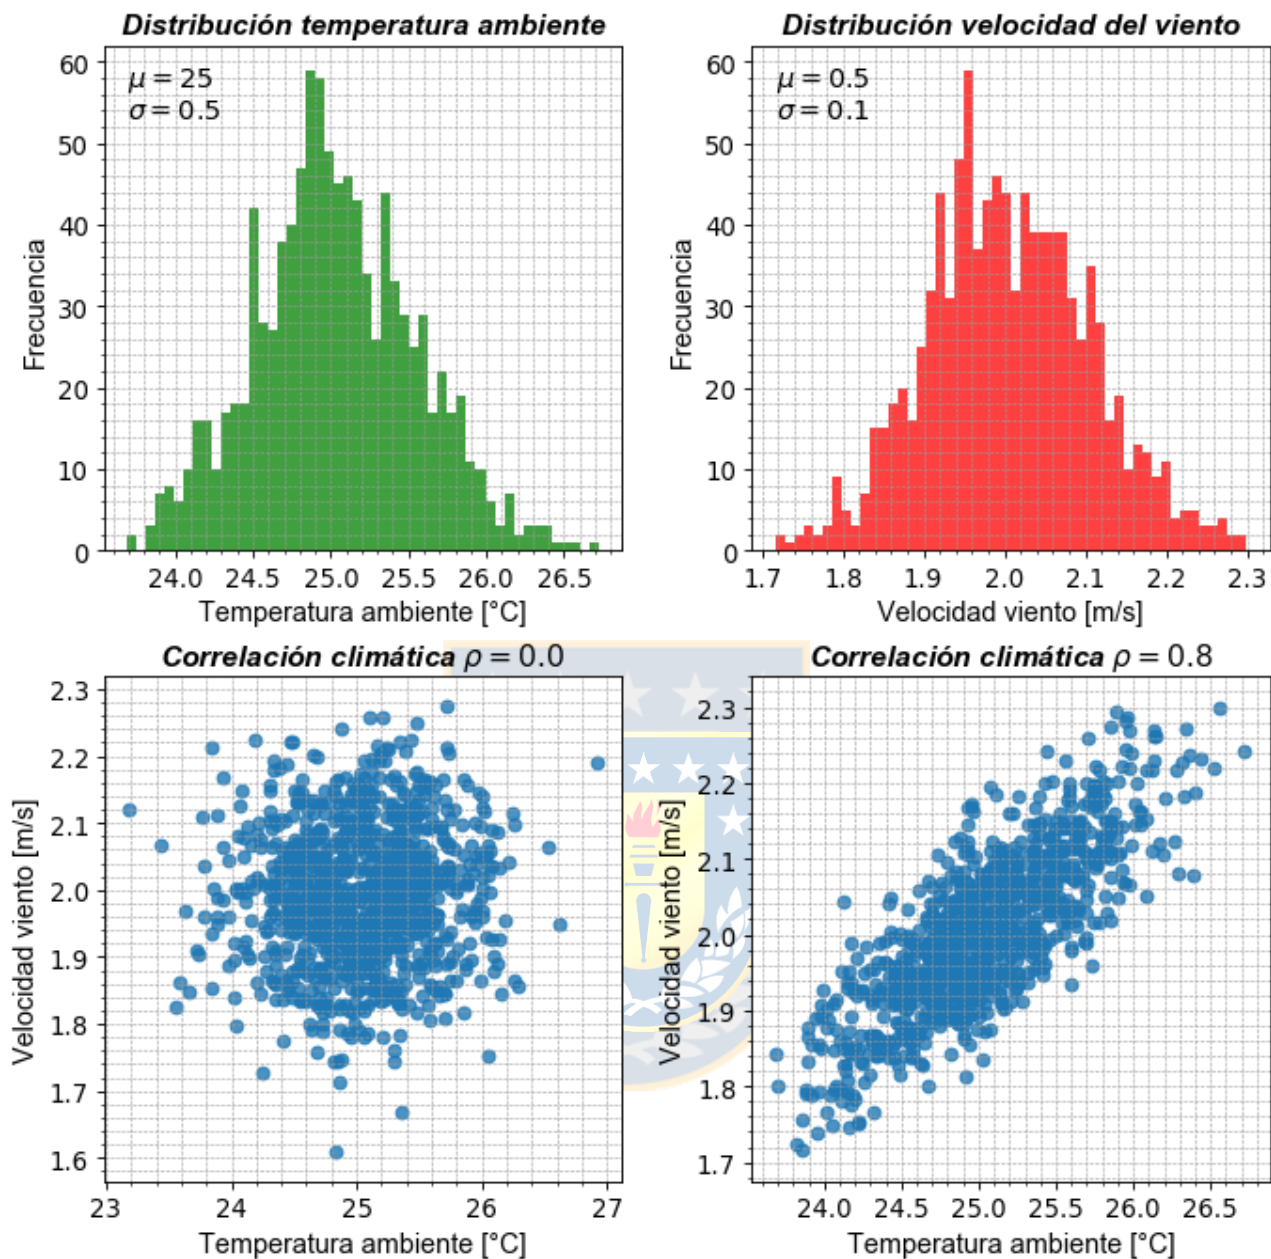 Distribución temperatura ambiente
μ = 25
σ = 0.5
60
50
40
30
20
10
0
Frecuencia
24.0 24.5 25.0 25.5 26.0 26.5
Temperatura ambiente [°C]
Distribución velocidad del viento
μ = 0.5
σ = 0.1
60
50
40
30
20
10
0
Frecuencia
1.7 1.8 1.9 2.0 2.1 2.2 2.3
Velocidad viento [m/s]
Correlación climática ρ = 0.0
2.3
2.2
2.1
2.0
1.9
1.8
1.7
1.6
Velocidad viento [m/s]
23 24 25 26 27
Temperatura ambiente [°C]
Correlación climática ρ = 0.8
2.3
2.2
2.1
2.0
1.9
1.8
1.7
Velocidad viento [m/s]
24.0 24.5 25.0 25.5 26.0 26.5
Temperatura ambiente [°C]